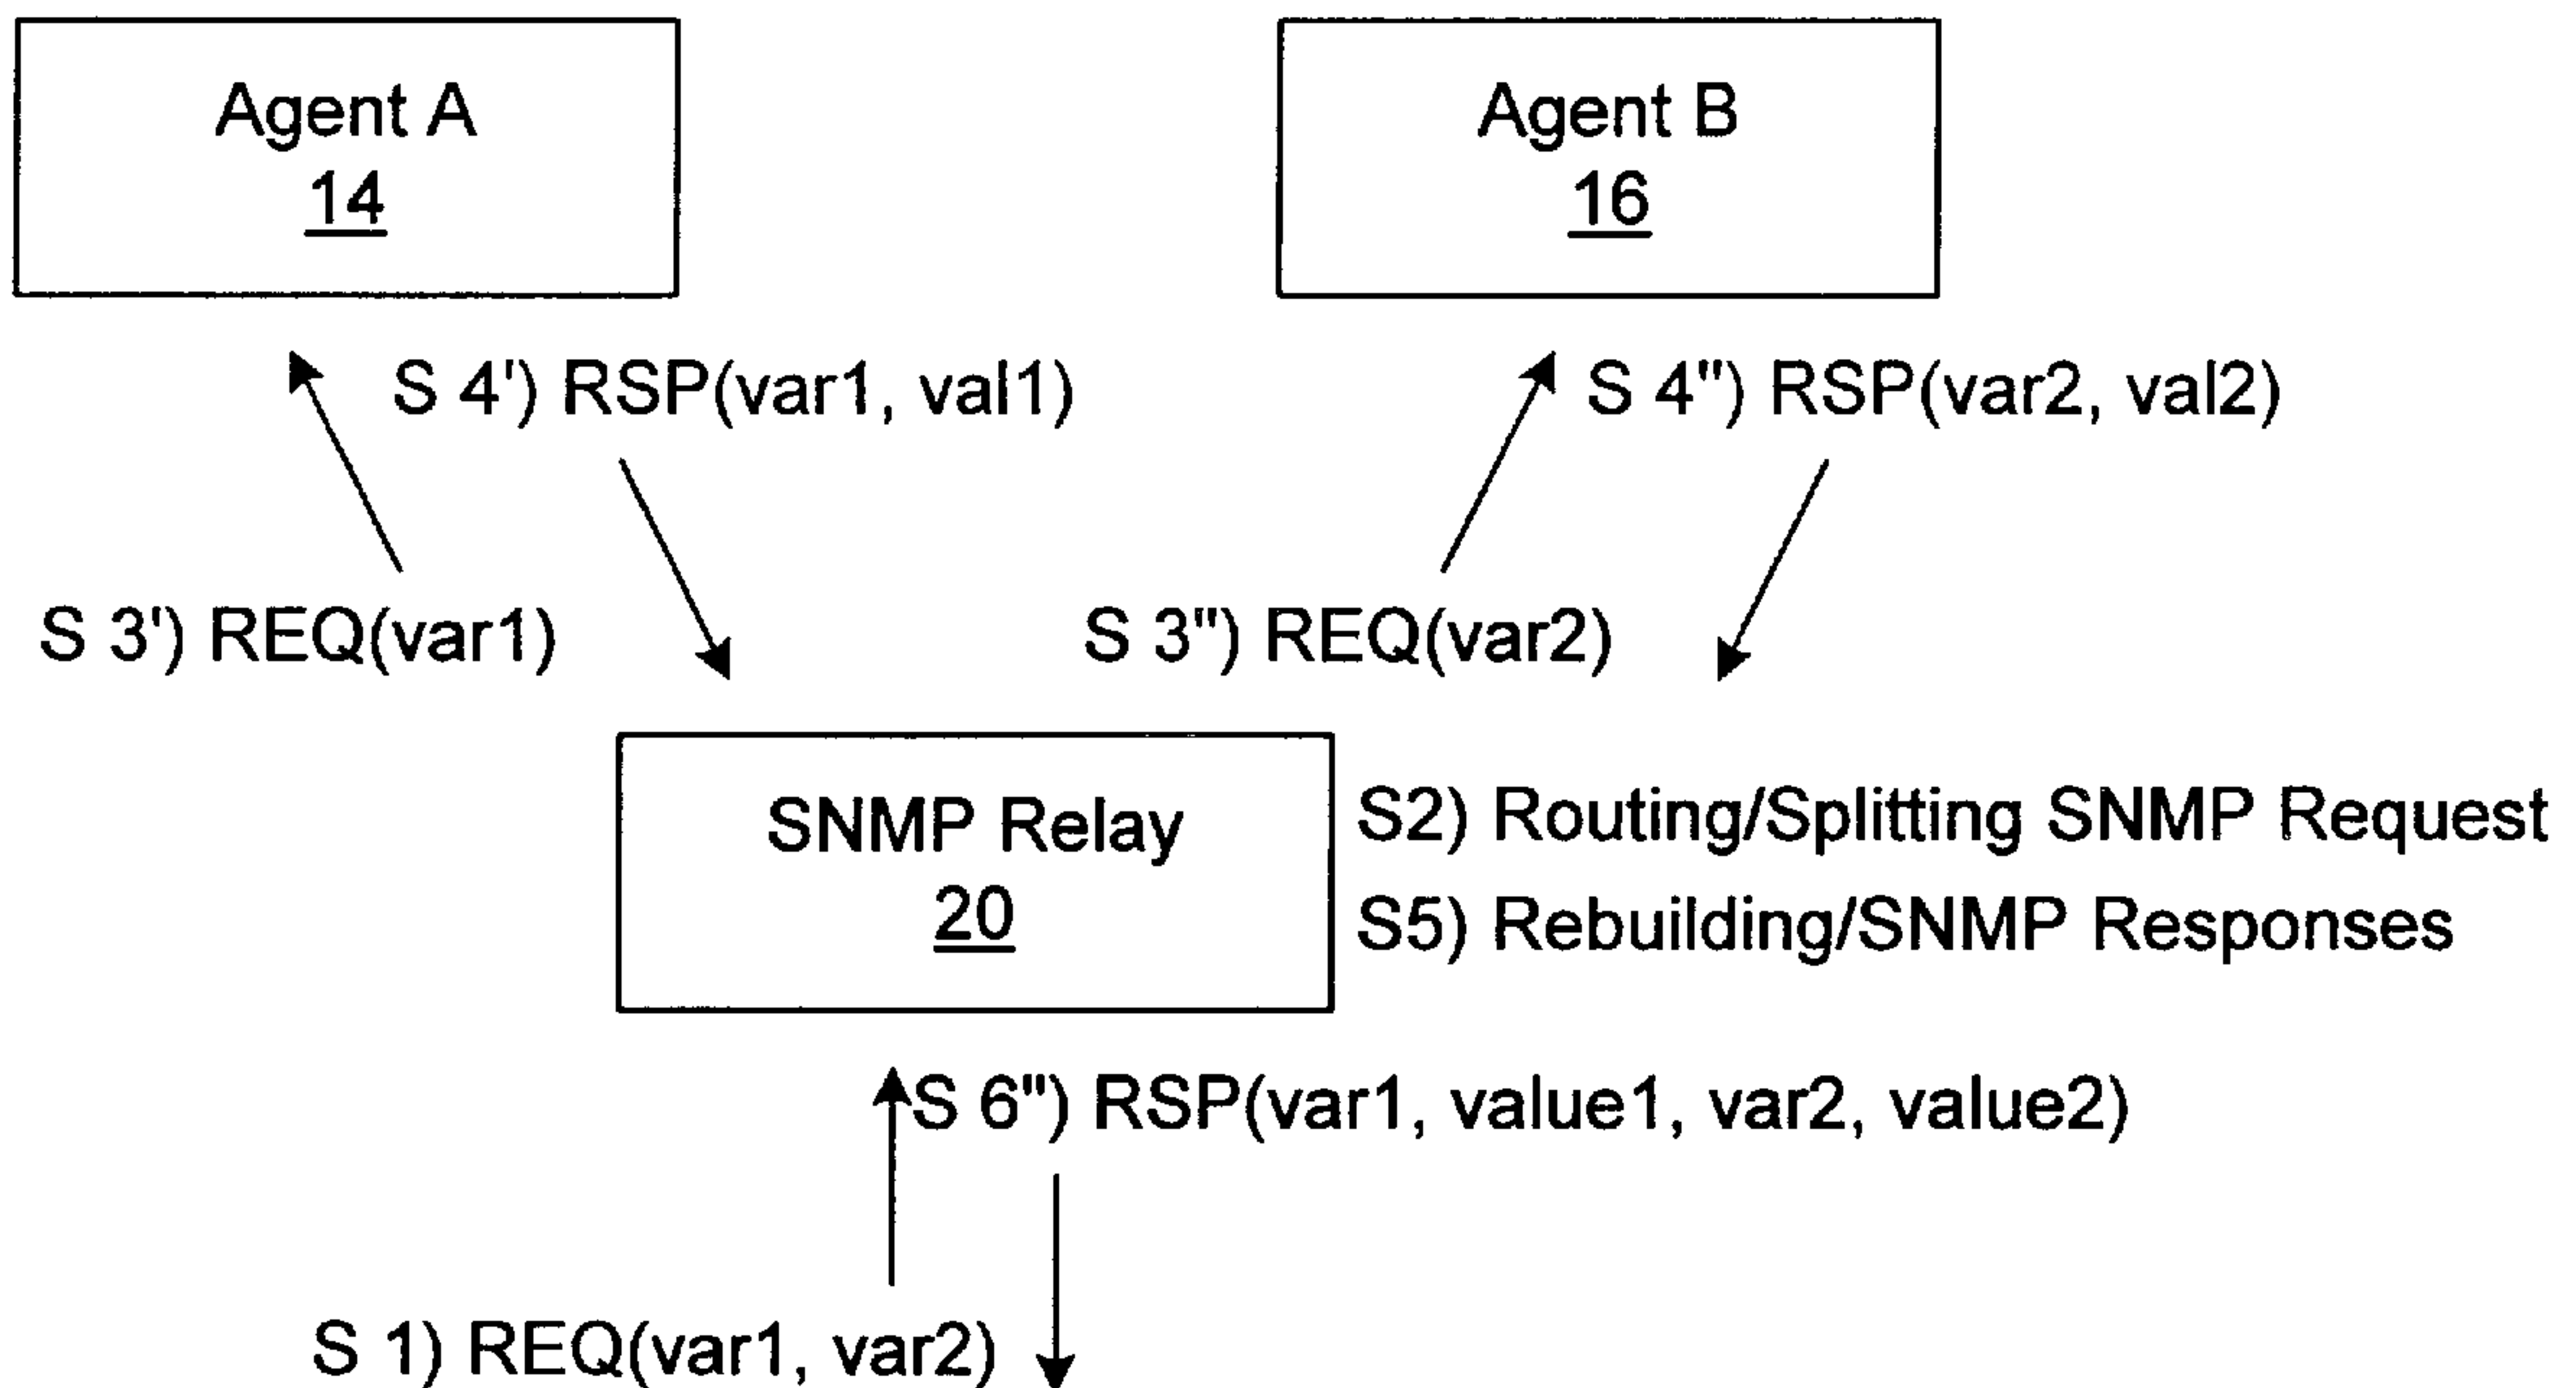 Agent A
14
Agent B
16
S 4') RSP(var1, val1)
S 4") RSP(var2, val2)
S 3') REQ(var1)
S 3") REQ(var2)
SNMP Relay
20
S2) Routing/Splitting SNMP Request
S5) Rebuilding/SNMP Responses
S 6") RSP(var1, value1, var2, value2)
S 1) REQ(var1, var2)